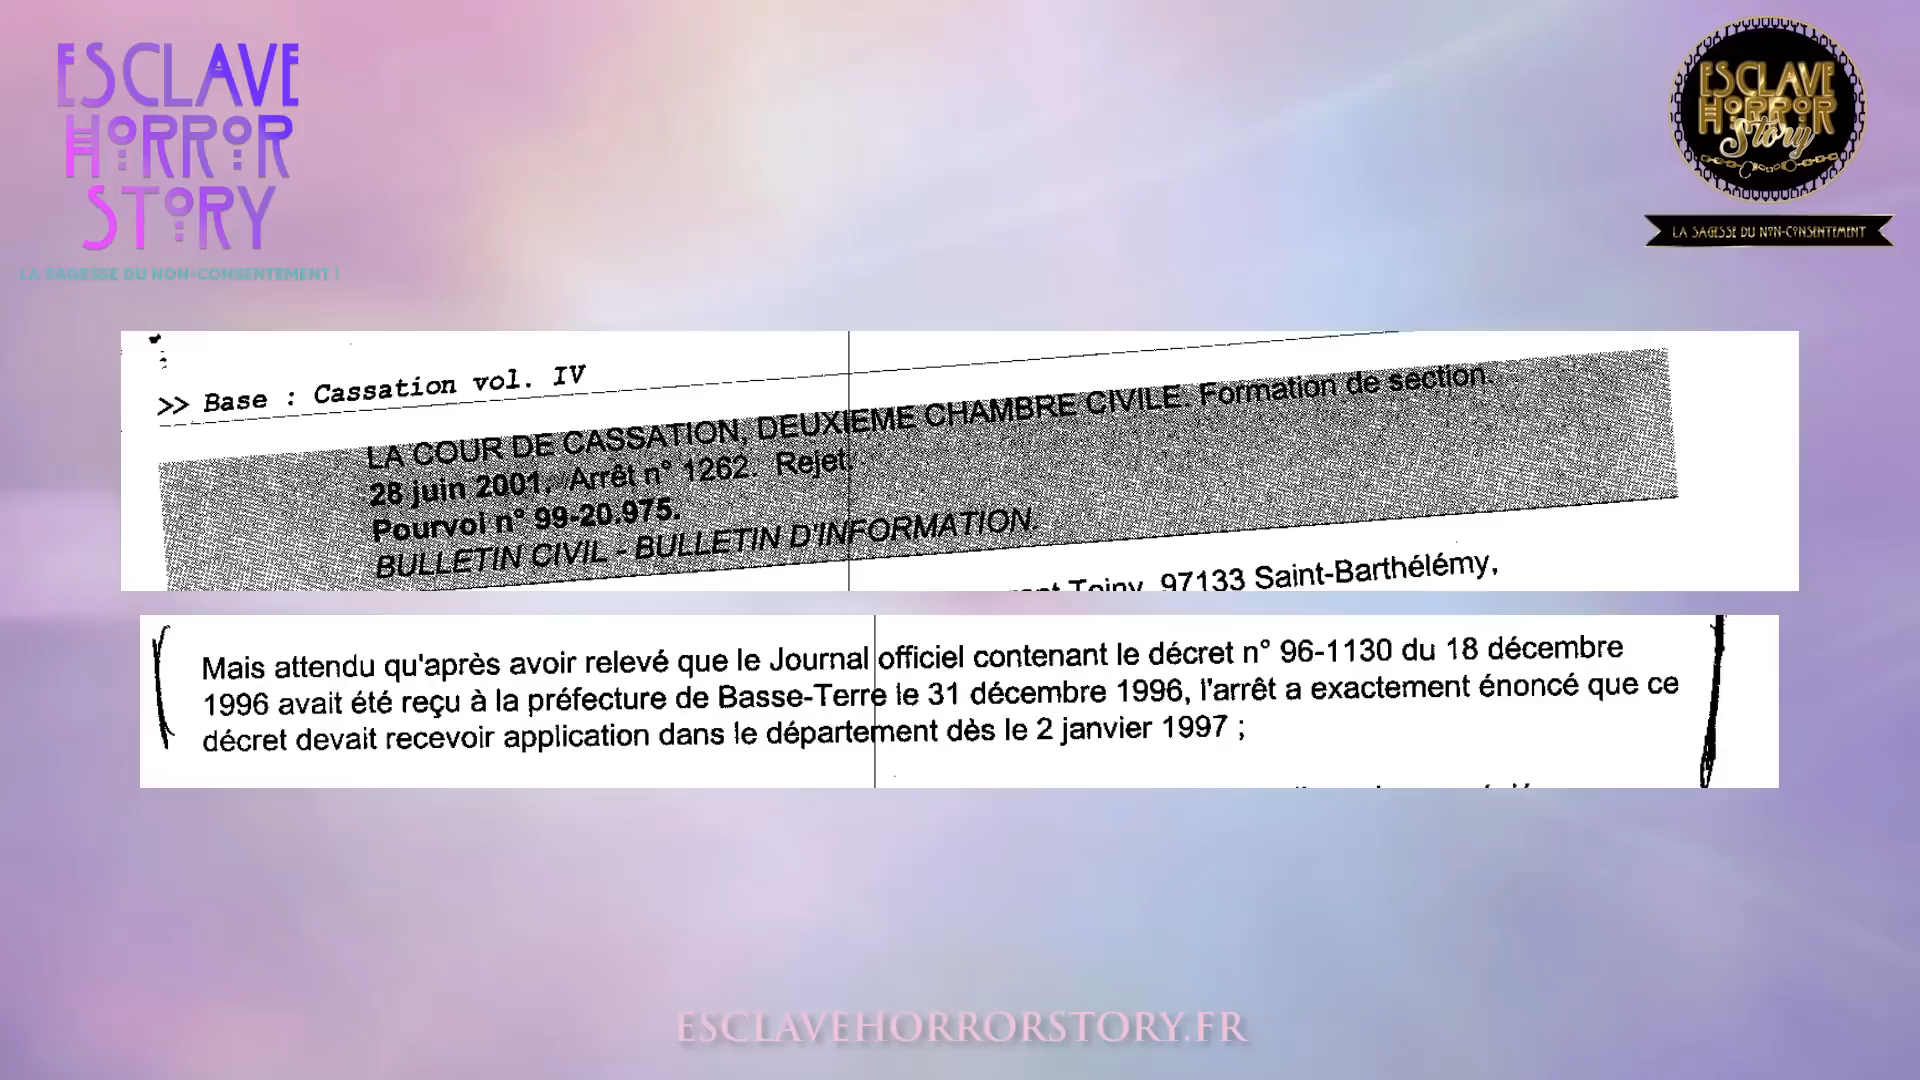 ESCLAVE
HORROR
STORY
LA SAGESSE DU NON-CONSENTEMENT !
ESCLAVE
HORROR
Story
LA SAGESSE DU NON-CONSENTEMENT
>> Base : Cassation vol. IV
LA COUR DE CASSATION, DEUXIEME CHAMBRE CIVILE. Formation de section.
28 juin 2001. Arrêt n° 1262. Rejet.
Pourvoi n° 99-20.975.
BULLETIN CIVIL - BULLETIN D'INFORMATION.
Toiny, 97133 Saint-Barthélémy,
Mais attendu qu'après avoir relevé que le Journal officiel contenant le décret n° 96-1130 du 18 décembre
1996 avait été reçu à la préfecture de Basse-Terre le 31 décembre 1996, l'arrêt a exactement énoncé que ce
décret devait recevoir application dans le département dès le 2 janvier 1997 ;
ESCLAVEHORRORSTORY.FR